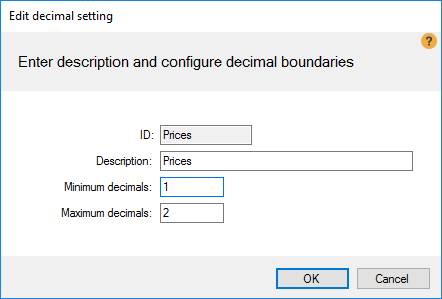 Edit decimal setting
?
Enter description and configure decimal boundaries
ID: Prices
Description: Prices
Minimum decimals: 1
Maximum decimals: 2
OK Cancel